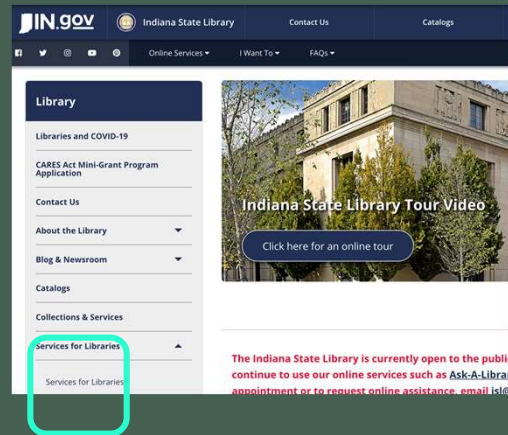 IN.gov
Indiana State Library
Contact Us
Catalogs
Online Services
I Want To
FAQs
Library
Libraries and COVID-19
CARES Act Mini-Grant Program
Application
Contact Us
About the Library
Blog & Newsroom
Catalogs
Collections & Services
Services for Libraries
Services for Libraries
Indiana State Library Tour Video
Click here for an online tour
The Indiana State Library is currently open to the publi
continue to use our online services such as Ask-A-Librar
appointment or to request online assistance, email isl@